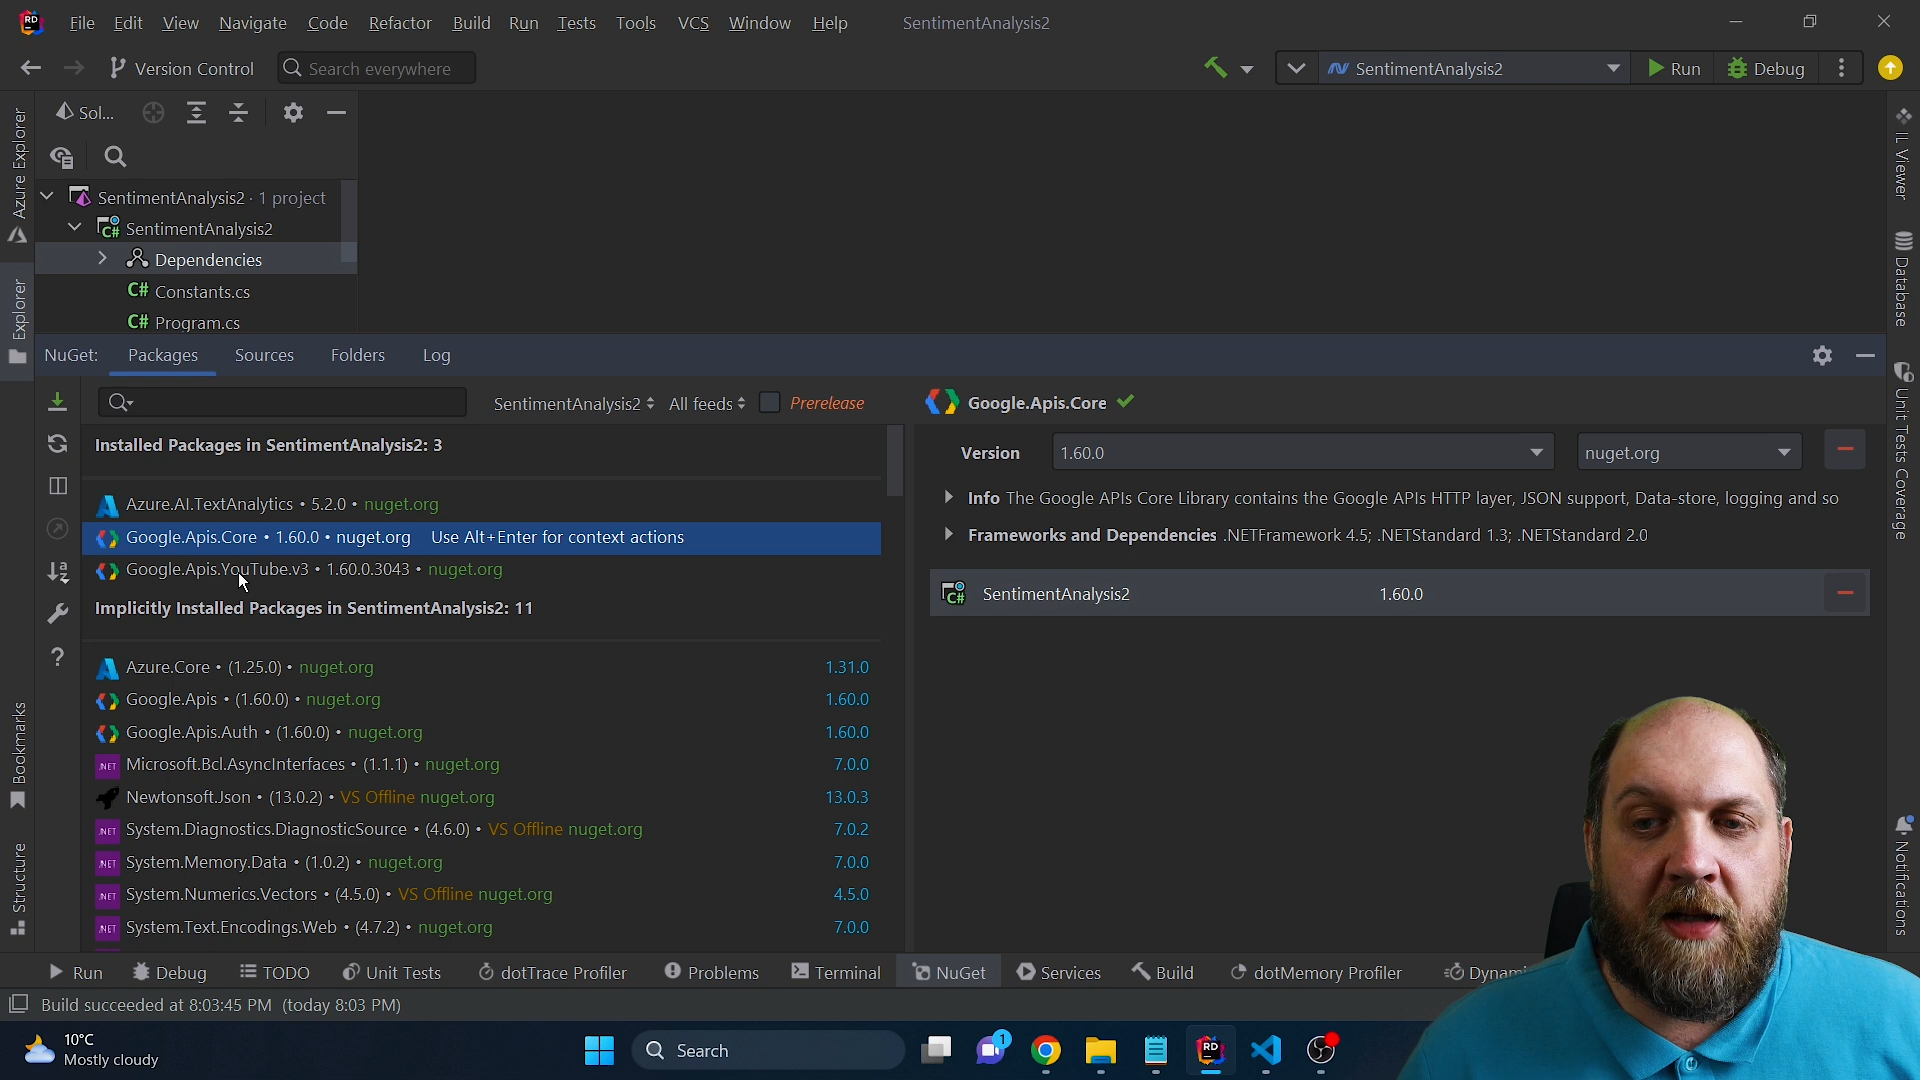 File Edit View Navigate Code Refactor Build Run Tests Tools VCS Window Help SentimentAnalysis2
Version Control Search everywhere SentimentAnalysis2 Run Debug
Sol...
SentimentAnalysis2 · 1 project
SentimentAnalysis2
Dependencies
C# Constants.cs
C# Program.cs
Azure Explorer
Explorer
Bookmarks
Structure
NuGet: Packages Sources Folders Log
SentimentAnalysis2 All feeds Prerelease
Installed Packages in SentimentAnalysis2: 3
Azure.AI.TextAnalytics • 5.2.0 • nuget.org
Google.Apis.Core • 1.60.0 • nuget.org Use Alt+Enter for context actions
Google.Apis.YouTube.v3 • 1.60.0.3043 • nuget.org
Implicitly Installed Packages in SentimentAnalysis2: 11
Azure.Core • (1.25.0) • nuget.org 1.31.0
Google.Apis • (1.60.0) • nuget.org 1.60.0
Google.Apis.Auth • (1.60.0) • nuget.org 1.60.0
Microsoft.Bcl.AsyncInterfaces • (1.1.1) • nuget.org 7.0.0
Newtonsoft.Json • (13.0.2) • VS Offline nuget.org 13.0.3
System.Diagnostics.DiagnosticSource • (4.6.0) • VS Offline nuget.org 7.0.2
System.Memory.Data • (1.0.2) • nuget.org 7.0.0
System.Numerics.Vectors • (4.5.0) • VS Offline nuget.org 4.5.0
System.Text.Encodings.Web • (4.7.2) • nuget.org 7.0.0
Google.Apis.Core
Version 1.60.0 nuget.org
Info The Google APIs Core Library contains the Google APIs HTTP layer, JSON support, Data-store, logging and so
Frameworks and Dependencies .NETFramework 4.5; .NETStandard 1.3; .NETStandard 2.0
SentimentAnalysis2 1.60.0
IL Viewer
Database
Unit Tests Coverage
Notifications
Run Debug TODO Unit Tests dotTrace Profiler Problems Terminal NuGet Services Build dotMemory Profiler Dynami
Build succeeded at 8:03:45 PM (today 8:03 PM)
10°C
Mostly cloudy
Search
1
RD